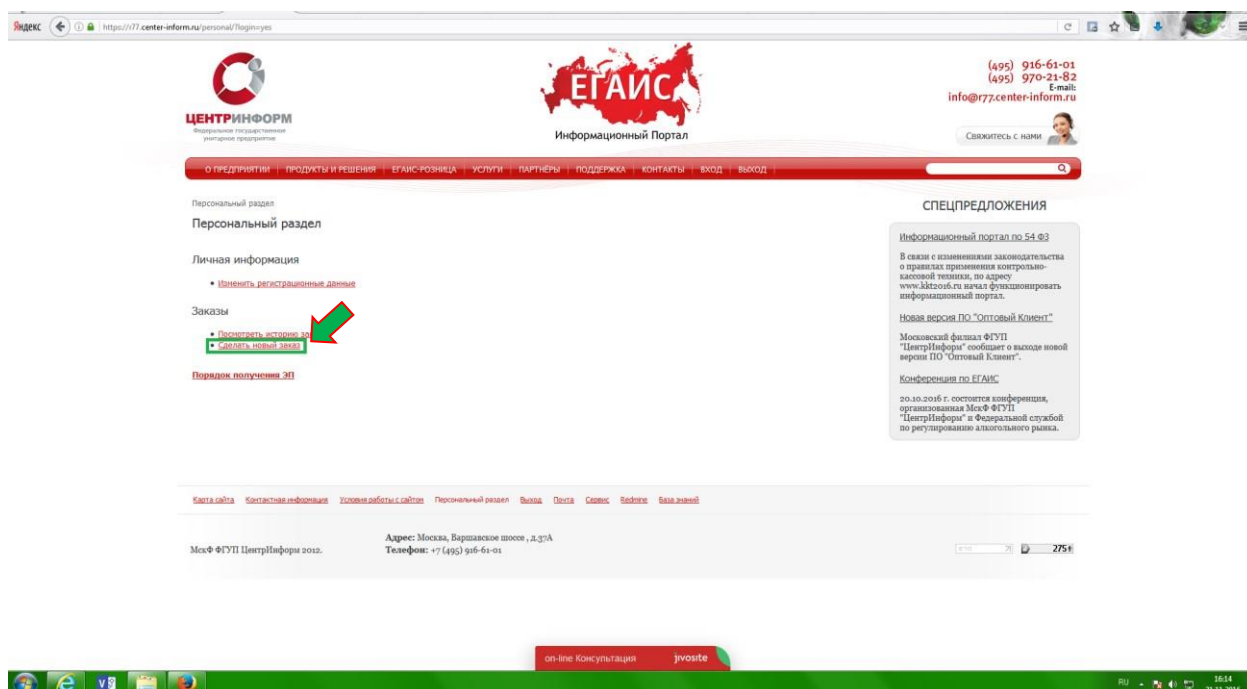 Яндекс
https://r77.center-inform.ru/personal/?login=yes
ЦЕНТРИНФОРМ
Федеральное государственное
унитарное предприятие
ЕГАИС
Информационный Портал
(495) 916-61-01
(495) 970-21-82
E-mail:
info@r77.center-inform.ru
Свяжитесь с нами
О ПРЕДПРИЯТИИ | ПРОДУКТЫ И РЕШЕНИЯ | ЕГАИС-РОЗНИЦА | УСЛУГИ | ПАРТНЁРЫ | ПОДДЕРЖКА | КОНТАКТЫ | ВХОД | ВЫХОД |
Персональный раздел
Персональный раздел
Личная информация
• Изменить регистрационные данные
Заказы
• Посмотреть историю за
• Сделать новый заказ
Порядок получения ЭП
СПЕЦПРЕДЛОЖЕНИЯ
Информационный портал по 54 ФЗ
В связи с изменениями законодательства
о правилах применения контрольно-
кассовой техники, по адресу
www.kkt2016.ru начал функционировать
информационный портал.
Новая версия ПО "Оптовый Клиент"
Московский филиал ФГУП
"ЦентрИнформ" сообщает о выходе новой
версии ПО "Оптовый Клиент".
Конференция по ЕГАИС
20.10.2016 г. состоится конференция,
организованная МскФ ФГУП
"ЦентрИнформ" и Федеральной службой
по регулированию алкогольного рынка.
Карта сайта Контактная информация Условия работы с сайтом Персональный раздел Выход Почта Сервис Redmine База знаний
МскФ ФГУП ЦентрИнформ 2012.
Адрес: Москва, Варшавское шоссе , д.37А
Телефон: +7 (495) 916-61-01
275
on-line Консультация jivosite
RU
16:14
21.11.2016